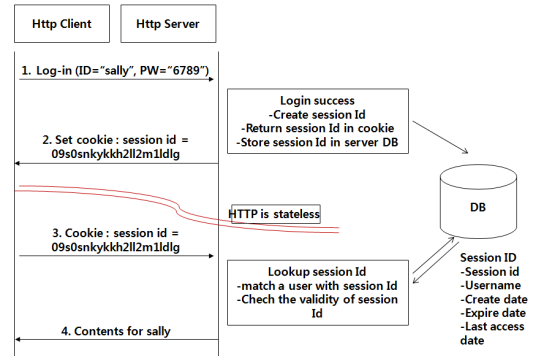 Http Client
Http Server
1. Log-in (ID="sally", PW="6789")
Login success
-Create session Id
-Return session Id in cookie
-Store session Id in server DB
2. Set cookie : session id =
09s0snkykkh2ll2m1ldlg
DB
HTTP is stateless
3. Cookie : session id =
09s0snkykkh2ll2m1ldlg
Lookup session Id
-match a user with session Id
-Chech the validity of session
Id
Session ID
-Session id
-Username
-Create date
-Expire date
-Last access
date
4. Contents for sally